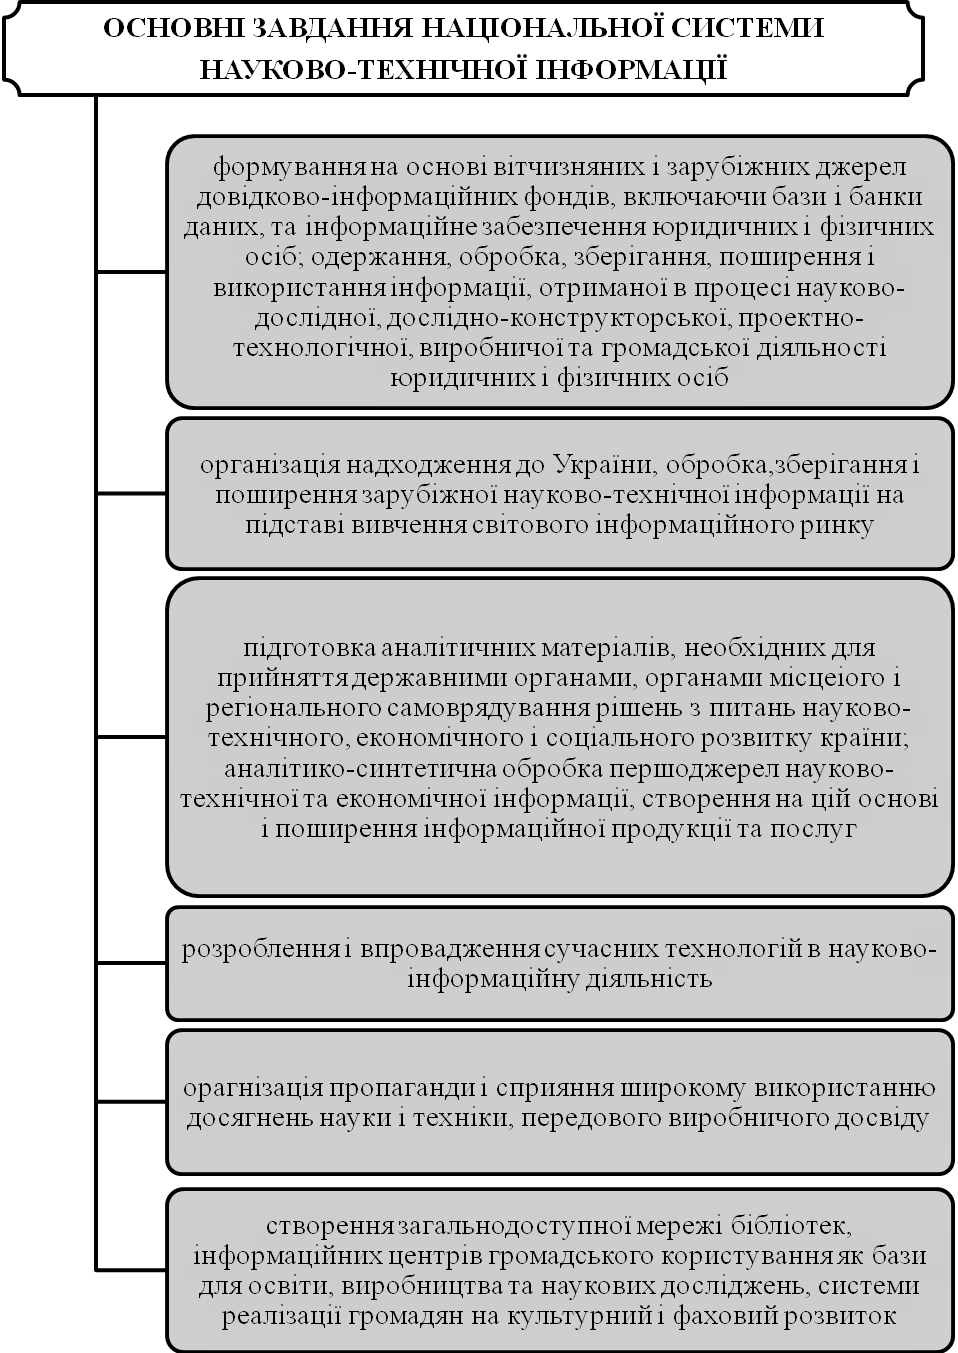 ОСНОВНІ ЗАВДАННЯ НАЦІОНАЛЬНОЇ СИСТЕМИ
НАУКОВО-ТЕХНІЧНОЇ ІНФОРМАЦІЇ
формування на основі вітчизняних і зарубіжних джерел
довідково-інформаційних фондів, включаючи бази і банки
даних, та інформаційне забезпечення юридичних і фізичних
осіб; одержання, обробка, зберігання, поширення і
використання інформації, отриманої в процесі науково-
дослідної, дослідно-конструкторської, проектно-
технологічної, виробничої та громадської діяльності
юридичних і фізичних осіб
організація надходження до України, обробка,зберігання і
поширення зарубіжної науково-технічної інформації на
підставі вивчення світового інформаційного ринку
підготовка аналітичних матеріалів, необхідних для
прийняття державними органами, органами місцеіого і
регіонального самоврядування рішень з питань науково-
технічного, економічного і соціального розвитку країни;
аналітико-синтетична обробка першоджерел науково-
технічної та економічної інформації, створення на цій основі
і поширення інформаційної продукції та послуг
розроблення і впровадження сучасних технологій в науково-
інформаційну діяльність
орагнізація пропаганди і сприяння широкому використанню
досягнень науки і техніки, передового виробничого досвіду
створення загальнодоступної мережі бібліотек,
інформаційних центрів громадського користування як бази
для освіти, виробництва та наукових досліджень, системи
реалізації громадян на культурний і фаховий розвиток